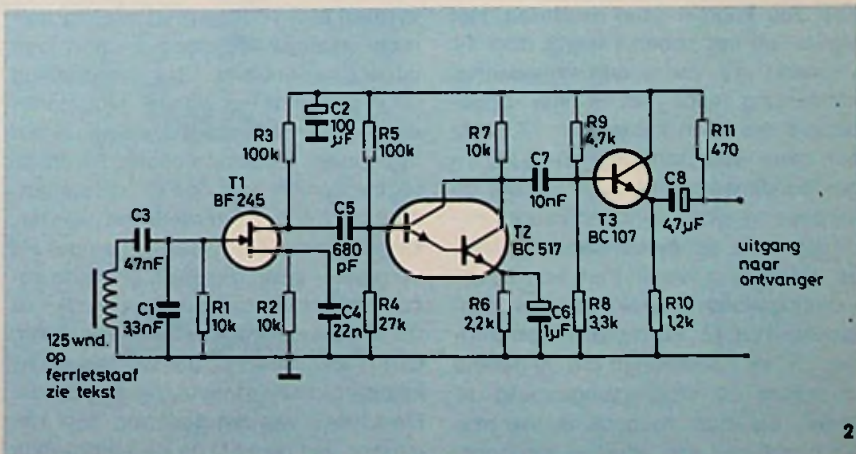 C2
100
µF
R3
100k
R5
100k
R7
10k
R9
4,7k
R11
470
T1
BF 245
C3
47nF
C5
680
pF
C7
10nF
T2
BC 517
T3
BC 107
C8
4,7µF
uitgang
naar
ontvanger
C1
3,3nF
R1
10k
R2
10k
C4
22n
R4
27k
R6
2,2k
C6
1µF
R8
3,3k
R10
1,2k
125 wnd.
op
ferrietstaaf
zie tekst
2